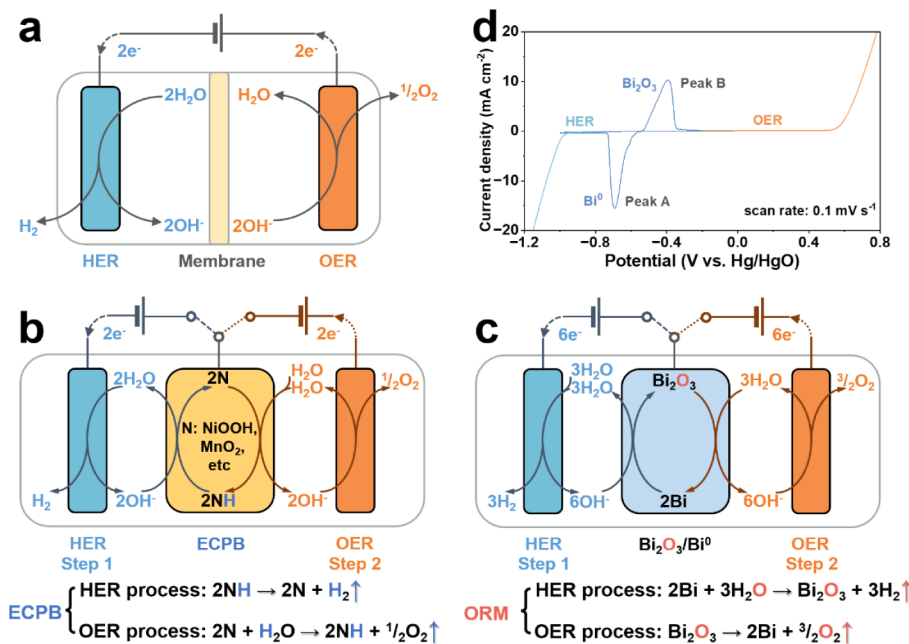 a
2e⁻ 2e⁻
2H₂O H₂O ¹/₂O₂
H₂ 2OH⁻ 2OH⁻
HER Membrane OER
d
Current density (mA cm⁻²)
20
10
0
−10
−20
Bi₂O₃ Peak B
HER OER
Bi⁰ Peak A
scan rate: 0.1 mV s⁻¹
−1.2 −0.8 −0.4 0.0 0.4 0.8
Potential (V vs. Hg/HgO)
b
2e⁻ 2e⁻
2H₂O 2N H₂O H₂O ¹/₂O₂
N: NiOOH,
MnO₂,
etc
H₂ 2OH⁻ 2NH 2OH⁻
HER ECPB OER
Step 1 Step 2
ECPB
HER process: 2NH → 2N + H₂↑
OER process: 2N + H₂O → 2NH + ¹/₂O₂↑
c
6e⁻ 6e⁻
3H₂O 3H₂O Bi₂O₃ 3H₂O ³/₂O₂
3H₂ 6OH⁻ 2Bi 6OH⁻
HER Bi₂O₃/Bi⁰ OER
Step 1 Step 2
ORM
HER process: 2Bi + 3H₂O → Bi₂O₃ + 3H₂↑
OER process: Bi₂O₃ → 2Bi + ³/₂O₂↑